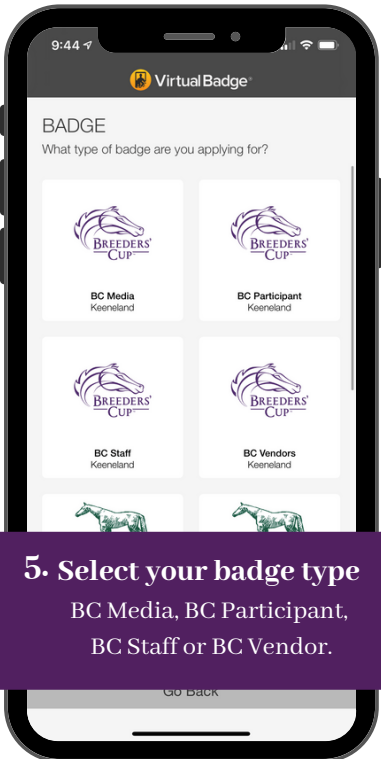 9:44
VirtualBadge
BADGE
What type of badge are you applying for?
BREEDERS'
CUP
BC Media
Keeneland
BREEDERS'
CUP
BC Participant
Keeneland
BREEDERS'
CUP
BC Staff
Keeneland
BREEDERS'
CUP
BC Vendors
Keeneland
5. Select your badge type
BC Media, BC Participant,
BC Staff or BC Vendor.
Go Back